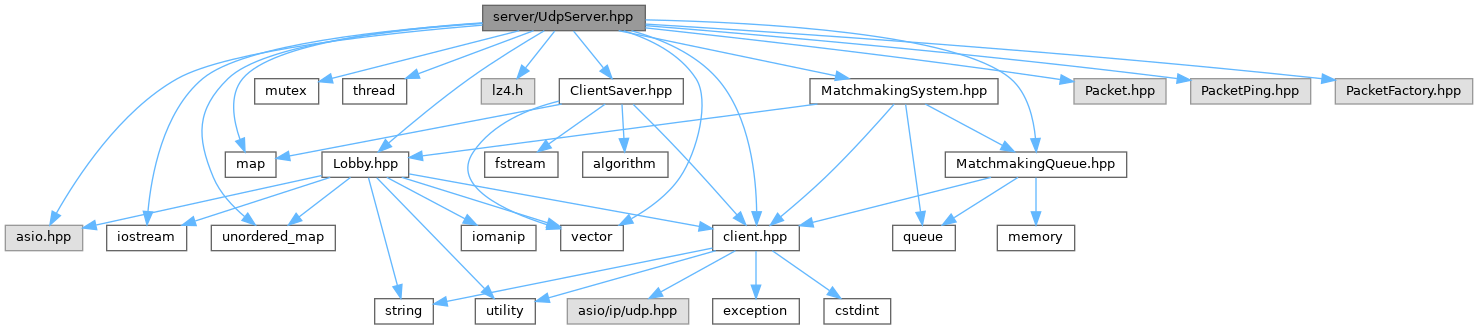 server/UdpServer.hpp
mutex
thread
lz4.h
ClientSaver.hpp
MatchmakingSystem.hpp
Packet.hpp
PacketPing.hpp
PacketFactory.hpp
map
Lobby.hpp
fstream
algorithm
MatchmakingQueue.hpp
asio.hpp
iostream
unordered_map
iomanip
vector
client.hpp
queue
memory
string
utility
asio/ip/udp.hpp
exception
cstdint